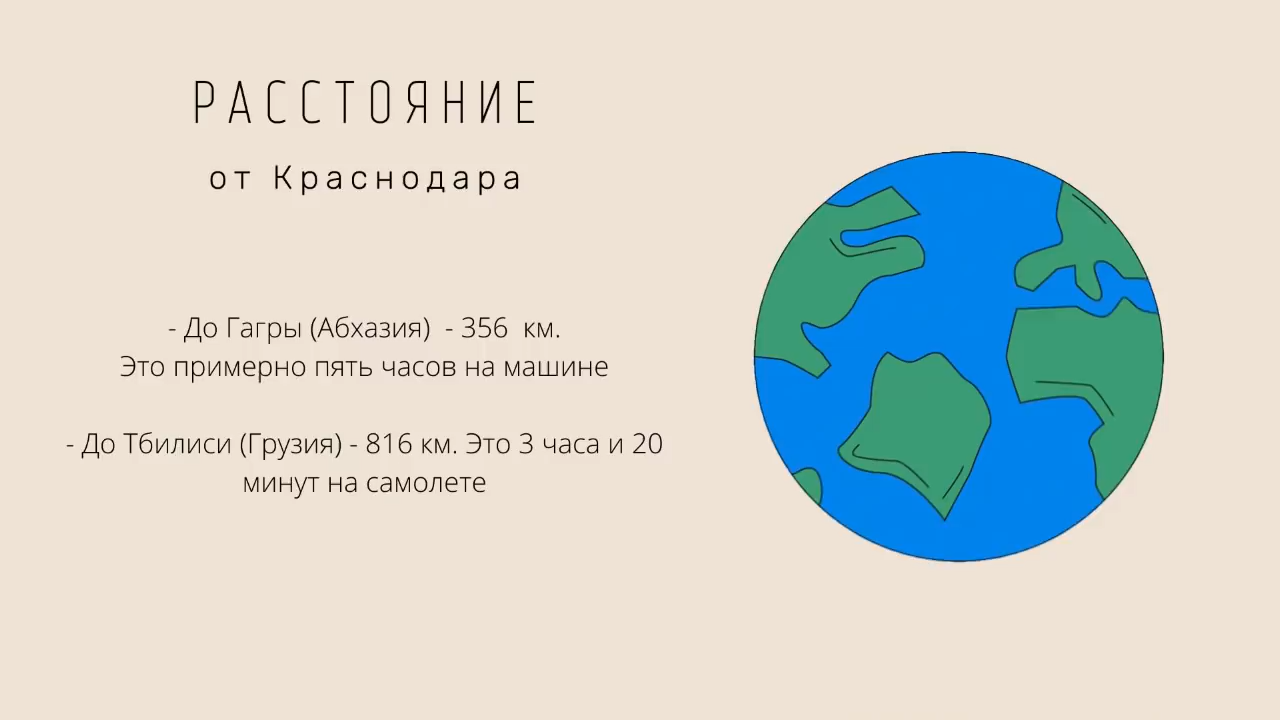 РАССТОЯНИЕ
от Краснодара
- До Гагры (Абхазия) - 356 км.
Это примерно пять часов на машине
- До Тбилиси (Грузия) - 816 км. Это 3 часа и 20
минут на самолете